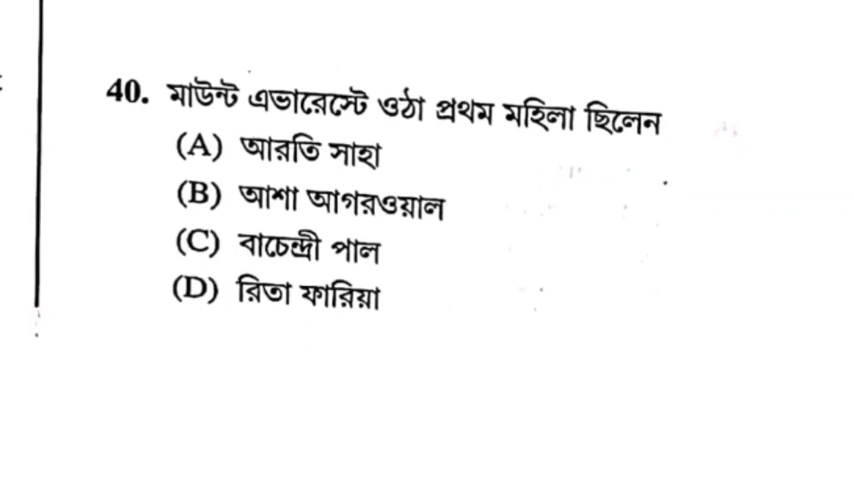 40. মাউন্ট এভারেস্টে ওঠা প্রথম মহিলা ছিলেন
(A) আরতি সাহা
(B) আশা আগরওয়াল
(C) বাচেন্দ্রী পাল
(D) রিতা ফারিয়া